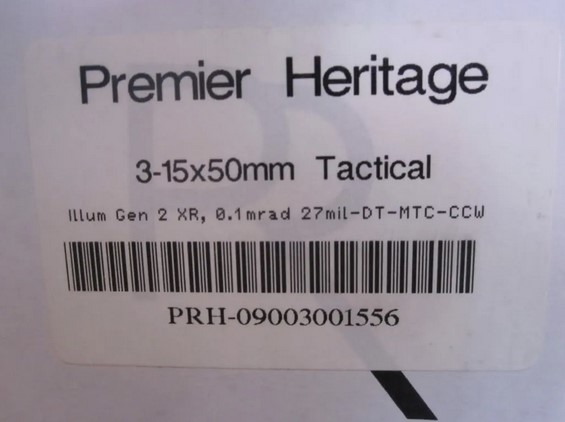 Premier Heritage
3-15x50mm Tactical
Illum Gen 2 XR, 0.1mrad 27mil-DT-MTC-CCW
PRH-09003001556